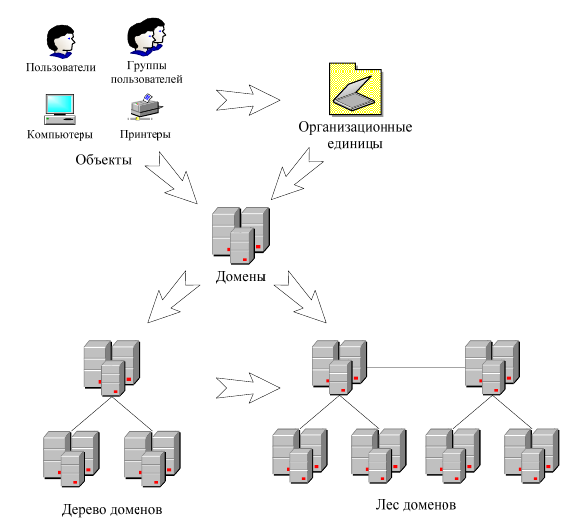 Пользователи
Группы
пользователей
Компьютеры
Принтеры
Объекты
Организационные
единицы
Домены
Дерево доменов
Лес доменов